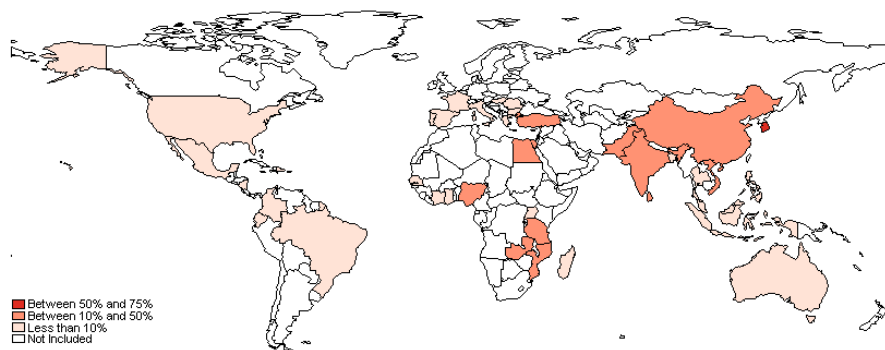 Between 50% and 75%
Between 10% and 50%
Less than 10%
Not Included